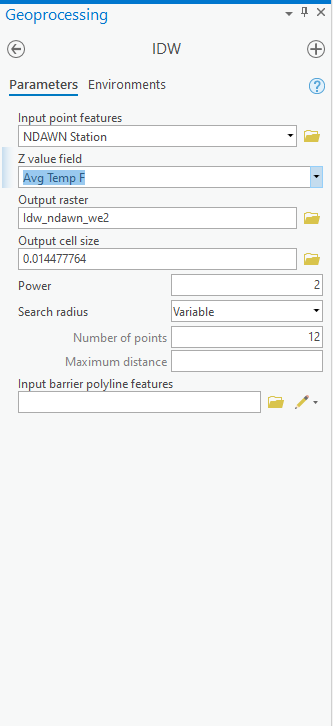 Geoprocessing
IDW
Parameters Environments
Input point features
NDAWN Station
Z value field
Avg Temp F
Output raster
Idw_ndawn_we2
Output cell size
0.014477764
Power 2
Search radius Variable
Number of points 12
Maximum distance
Input barrier polyline features